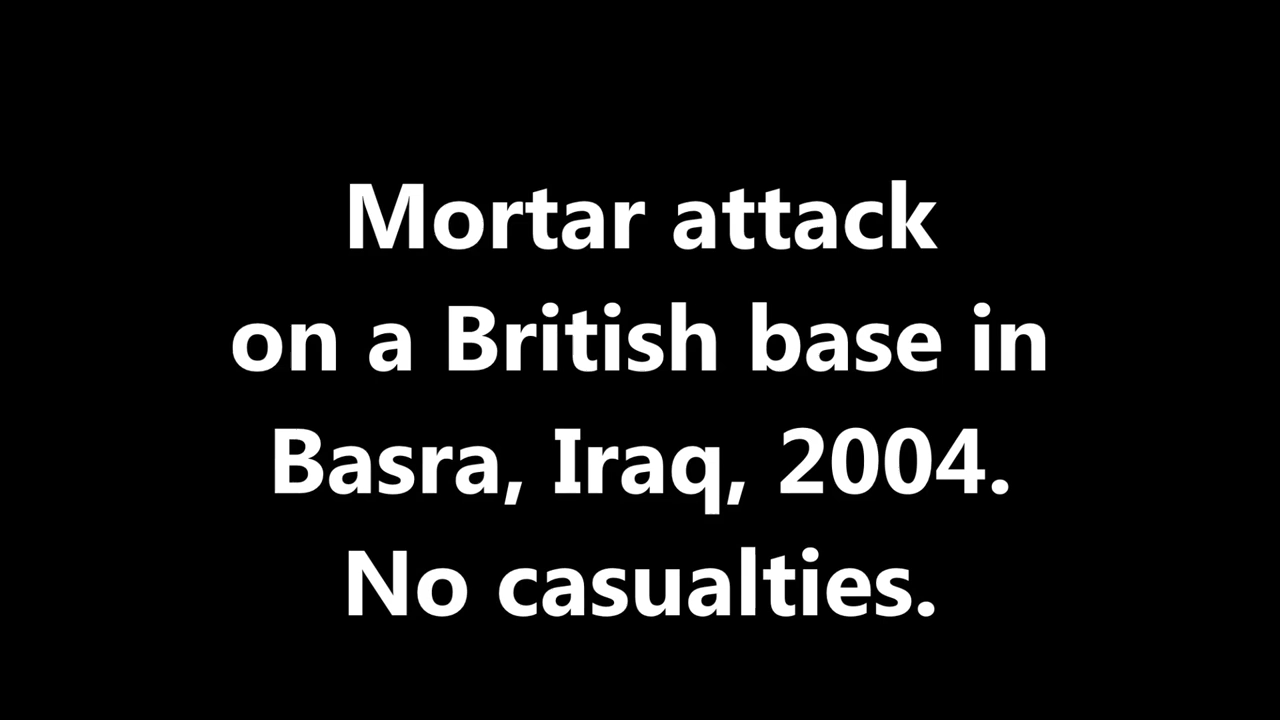 Mortar attack
on a British base in
Basra, Iraq, 2004.
No casualties.